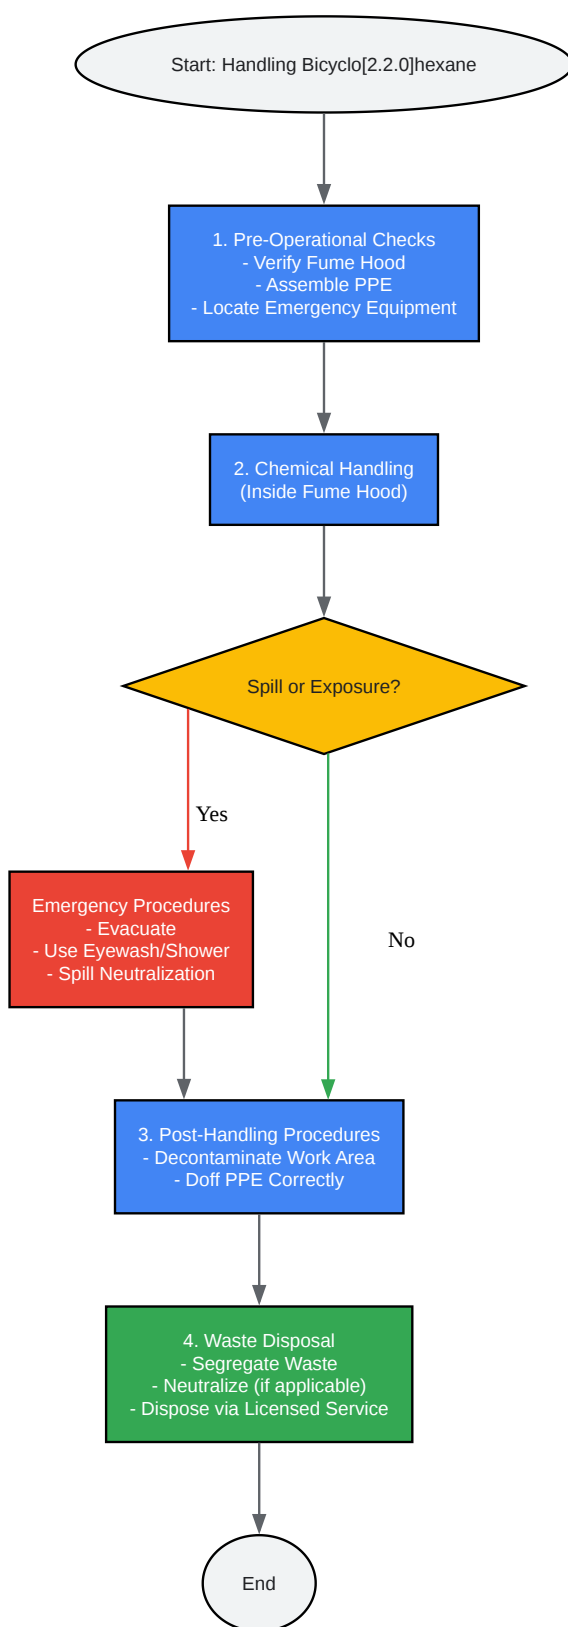 Start: Handling Bicyclo[2.2.0]hexane
1. Pre-Operational Checks
- Verify Fume Hood
- Assemble PPE
- Locate Emergency Equipment
2. Chemical Handling
(Inside Fume Hood)
Spill or Exposure?
Yes
Emergency Procedures
- Evacuate
- Use Eyewash/Shower
- Spill Neutralization
No
3. Post-Handling Procedures
- Decontaminate Work Area
- Doff PPE Correctly
4. Waste Disposal
- Segregate Waste
- Neutralize (if applicable)
- Dispose via Licensed Service
End